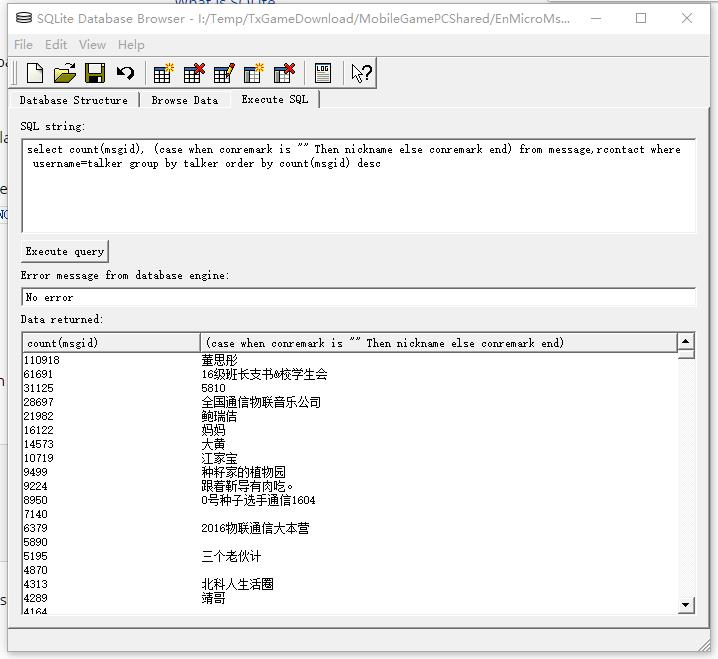 What is SQLite
SQLite Database Browser - I:/Temp/TxGameDownload/MobileGamePCShared/EnMicroMs...
File Edit View Help
LOG
Database Structure Browse Data Execute SQL
SQL string:
select count(msgid), (case when conremark is "" Then nickname else conremark end) from message,rcontact where
username=talker group by talker order by count(msgid) desc
Execute query
Error message from database engine:
No error
Data returned:
count(msgid) (case when conremark is "" Then nickname else conremark end)
110918 董思彤
61691 16级班长支书&校学生会
31125 5810
28697 全国通信物联音乐公司
21982 鲍瑞佶
16122 妈妈
14573 大黄
10719 江家宝
9499 种籽家的植物园
9224 跟着靳导有肉吃。
8950 0号种子选手通信1604
7140
6379 2016物联通信大本营
5890
5195 三个老伙计
4870
4313 北科人生活圈
4289 靖哥
4164